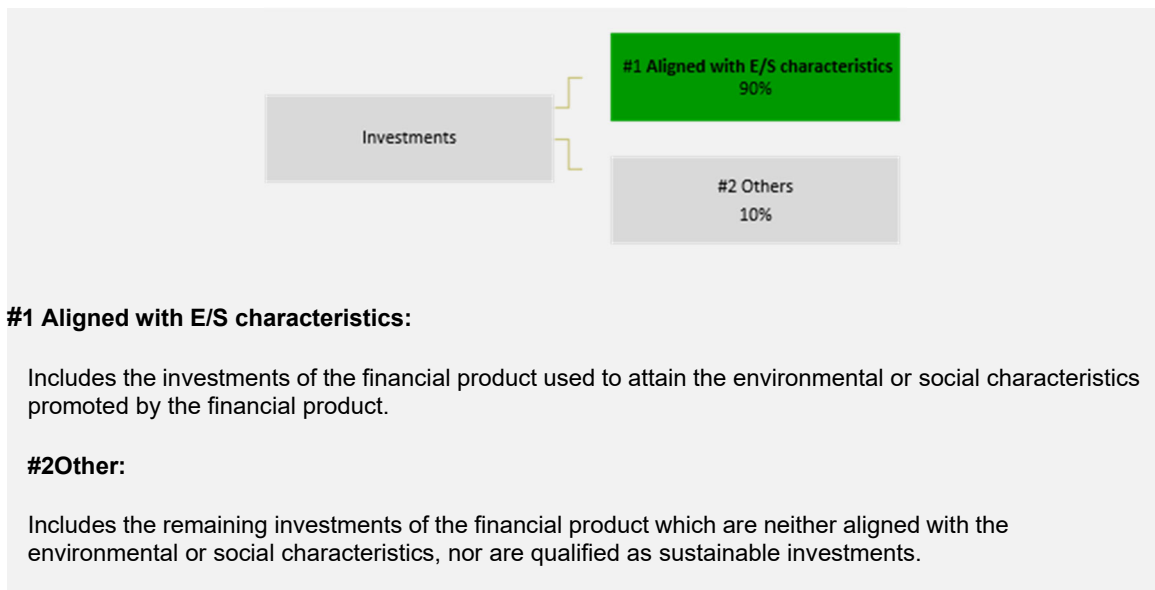 #1 Aligned with E/S characteristics
90%
Investments
#2 Others
10%
#1 Aligned with E/S characteristics:
Includes the investments of the financial product used to attain the environmental or social characteristics
promoted by the financial product.
#2Other:
Includes the remaining investments of the financial product which are neither aligned with the
environmental or social characteristics, nor are qualified as sustainable investments.